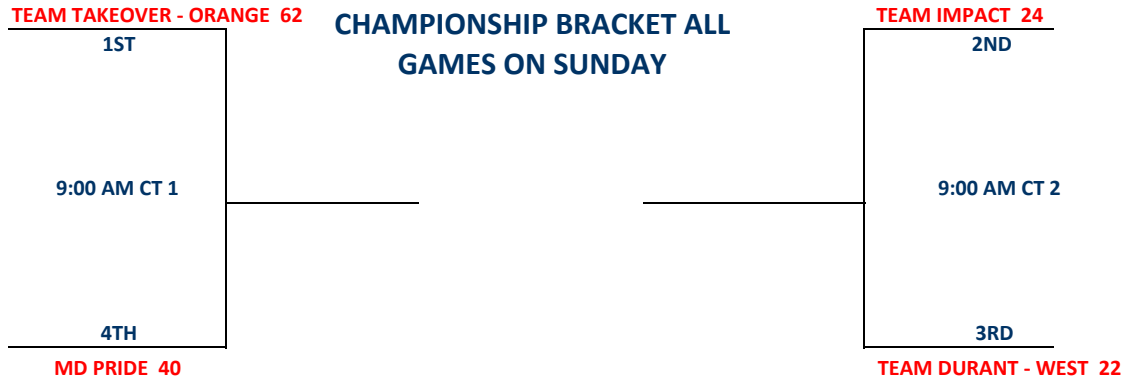 TEAM TAKEOVER - ORANGE  62
1ST
9:00 AM CT 1
4TH
MD PRIDE  40
CHAMPIONSHIP BRACKET ALL
GAMES ON SUNDAY
TEAM IMPACT  24
2ND
9:00 AM CT 2
3RD
TEAM DURANT - WEST  22